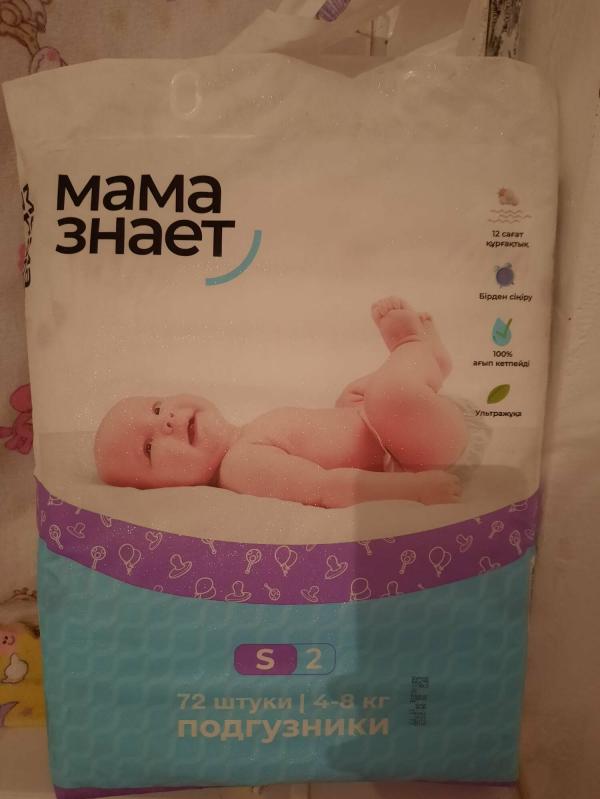 мама
знает
12 сағат
құрғақтық
Бірден сіңіру
100%
ағып кетпейді
Ультражұқа
S 2
72 штуки | 4-8 кг
подгузники